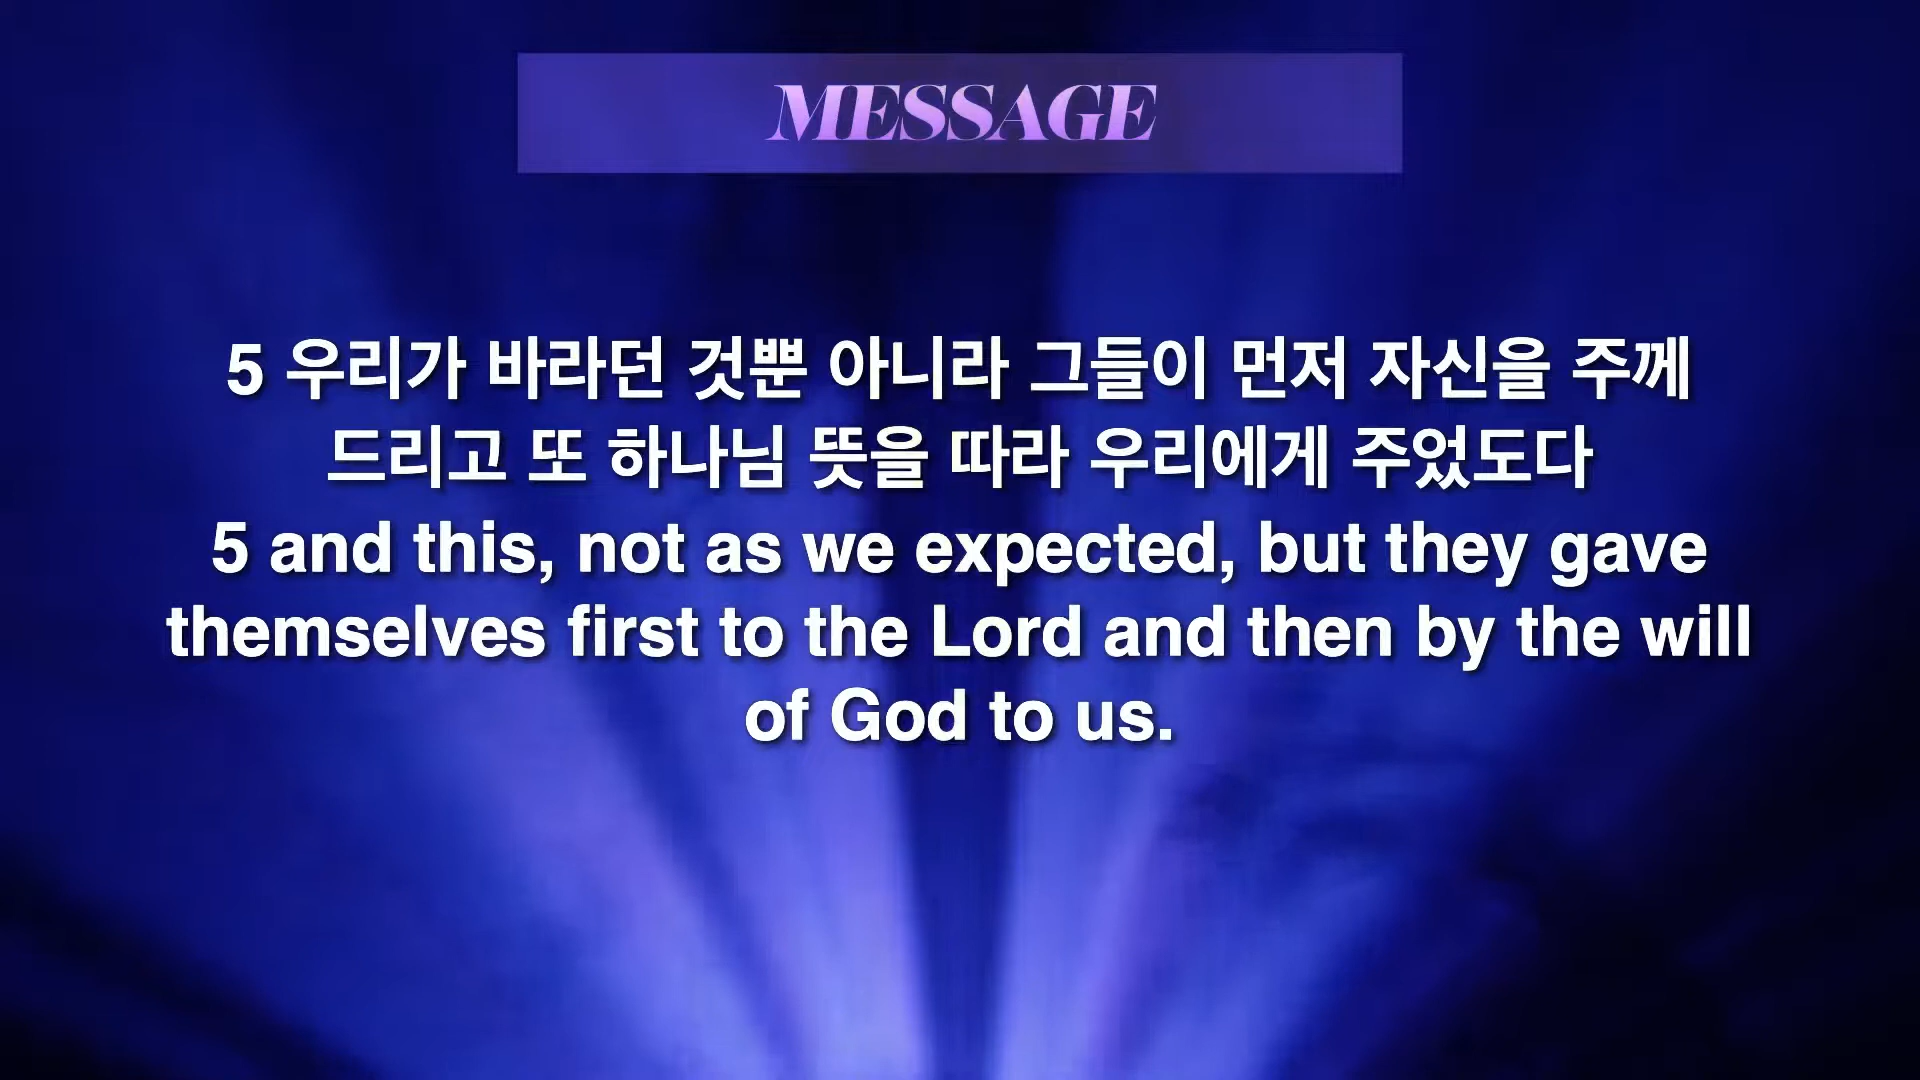 MESSAGE
5 우리가 바라던 것뿐 아니라 그들이 먼저 자신을 주께
드리고 또 하나님 뜻을 따라 우리에게 주었도다
5 and this, not as we expected, but they gave
themselves first to the Lord and then by the will
of God to us.